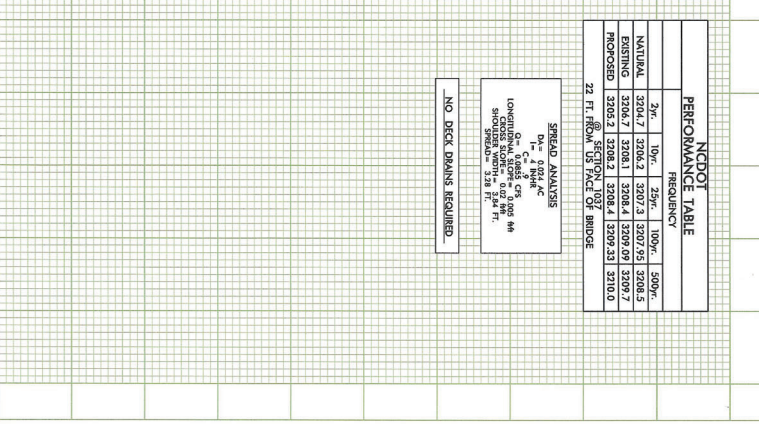 NCDOT
PERFORMANCE TABLE
FREQUENCY
2yr. 10yr. 25yr. 100yr. 500yr.
NATURAL 3204.7 3206.2 3207.3 3207.95 3208.5
EXISTING 3206.7 3208.1 3208.4 3209.09 3209.7
PROPOSED 3205.2 3208.2 3208.4 3209.33 3210.0
@ SECTION 1037
22 FT. FROM US FACE OF BRIDGE
SPREAD ANALYSIS
DA= 0.024 AC
I= 4 IN/HR
C= .9
Q= 0.0855 CFS
LONGITUDINAL SLOPE= 0.005 ft/ft
CROSS SLOPE= 0.02 ft/ft
SHOULDER WIDTH= 3.84 FT.
SPREAD= 3.28 FT.
NO DECK DRAINS REQUIRED